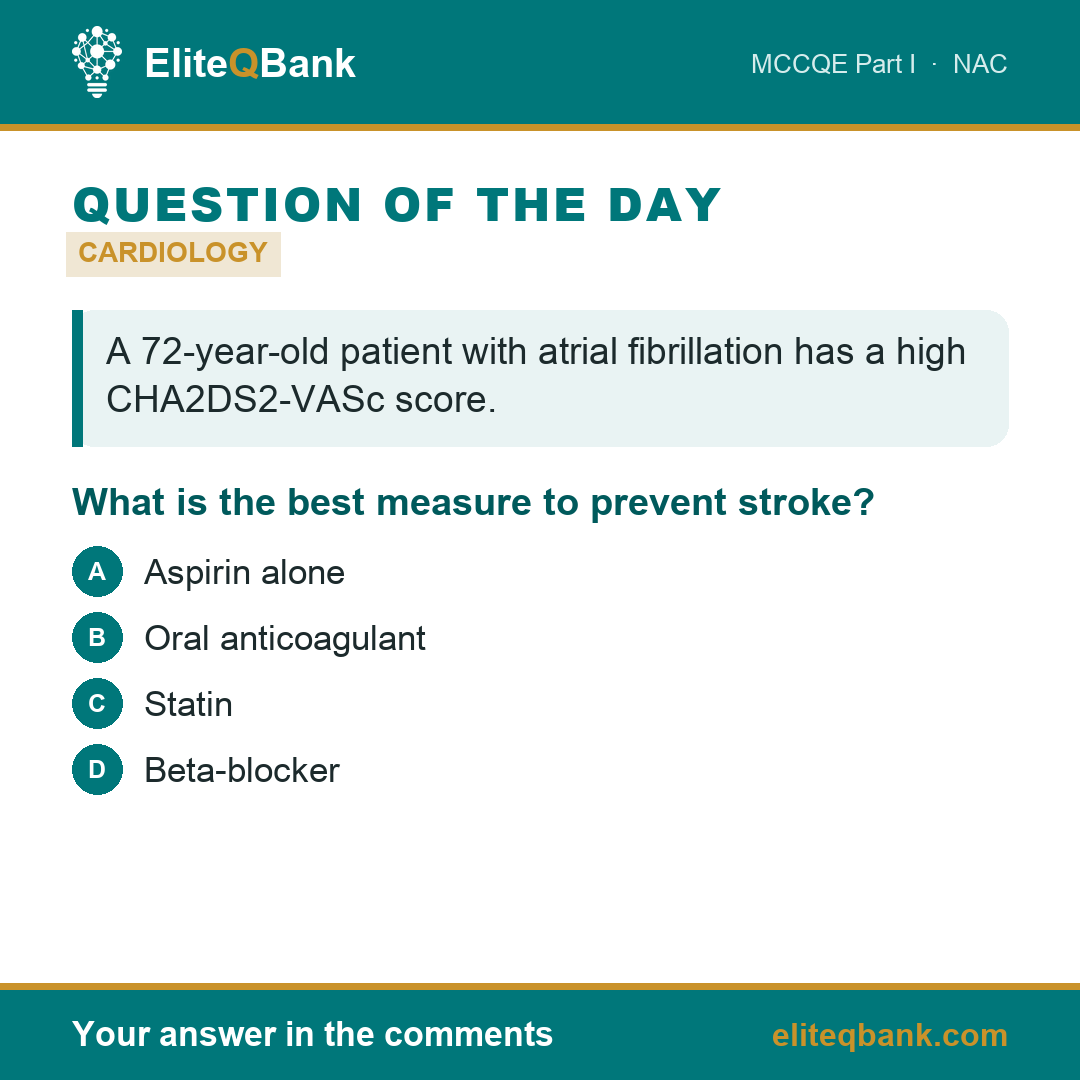 EliteQBank
MCCQE Part I · NAC
QUESTION OF THE DAY
CARDIOLOGY
A 72-year-old patient with atrial fibrillation has a high
CHA2DS2-VASc score.
What is the best measure to prevent stroke?
A Aspirin alone
B Oral anticoagulant
C Statin
D Beta-blocker
Your answer in the comments
eliteqbank.com